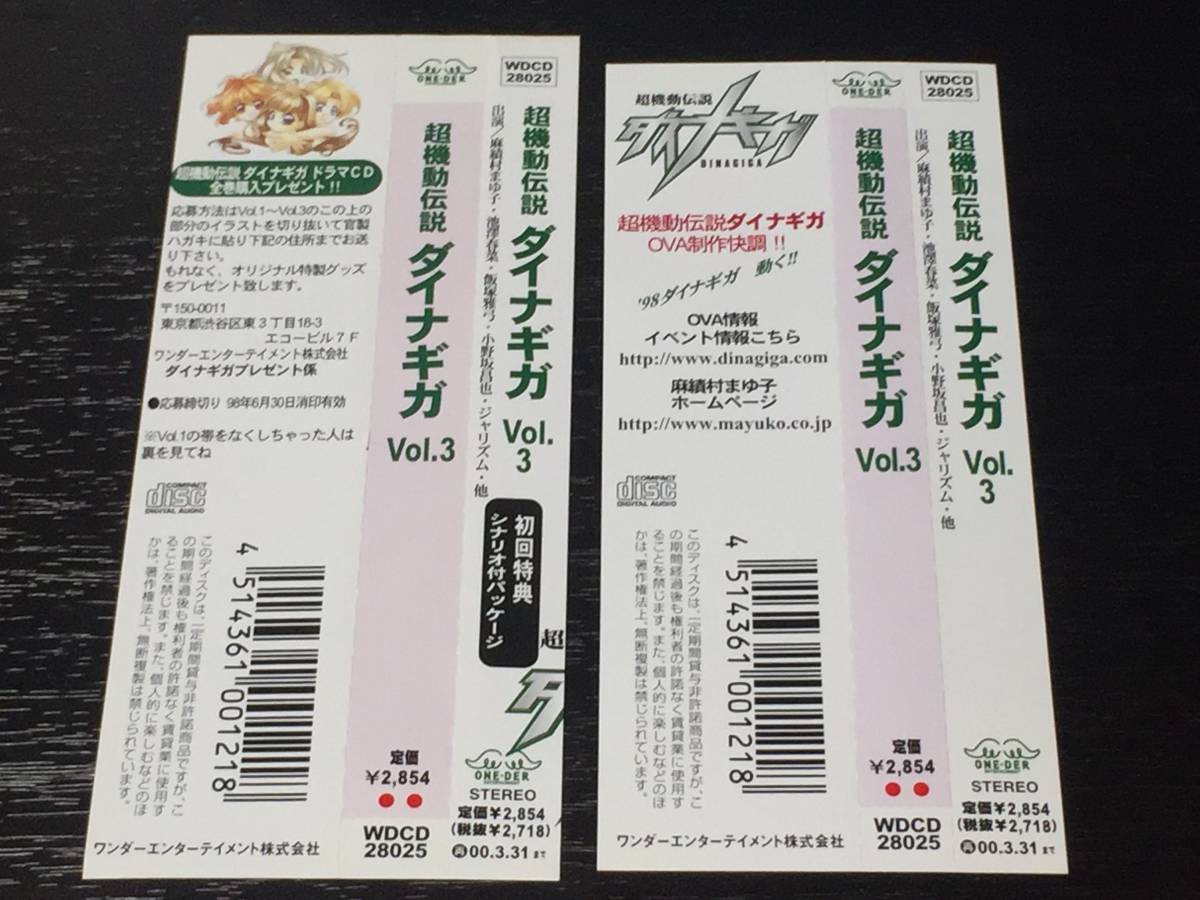 超機動伝説 ダイナギガ ドラマCD
全巻購入プレゼント!!
応募方法はVol.1〜Vol.3のこの上の
部分のイラストを切り抜いて官製
ハガキに貼り下記の住所までお送
り下さい。
もれなく、オリジナル特製グッズ
をプレゼント致します。
〒150-0011
東京都渋谷区東3丁目18-3
エコービル7F
ワンダーエンターテイメント株式会社
ダイナギガプレゼント係
●応募締切り 98年6月30日消印有効
※Vol.1の帯をなくしちゃった人は
裏を見てね
COMPACT
disc
DIGITAL AUDIO
このディスクは、一定期間貸与非許諾商品ですが、こ
の期間経過後も権利者の許諾なく賃貸業に使用す
ることを禁じます。また、個人的に楽しむなどのほ
かは、著作権法上、無断複製は禁じられています。
4 514361 001218
ワンダーエンターテイメント株式会社
ONE-DER
超機動伝説 ダイナギガ
Vol.3
定価
¥2,854
WDCD
28025
WDCD
28025
超機動伝説 ダイナギガ
Vol.
3
出演/麻績村まゆ子・池澤春菜・飯塚雅弓・小野坂昌也・ジャリズム・他
初回特典
シナリオ付パッケージ
超
ダ
ONE-DER
STEREO
定価¥2,854
(税抜¥2,718)
再00.3.31まで
超機動伝説
ダイナギガ
DINAGIGA
超機動伝説ダイナギガ
OVA制作快調!!
'98ダイナギガ 動く!!
OVA情報
イベント情報こちら
http://www.dinagiga.com
麻績村まゆ子
ホームページ
http://www.mayuko.co.jp
COMPACT
disc
DIGITAL AUDIO
このディスクは、一定期間貸与非許諾商品ですが、こ
の期間経過後も権利者の許諾なく賃貸業に使用す
ることを禁じます。また、個人的に楽しむなどのほ
かは、著作権法上、無断複製は禁じられています。
4 514361 001218
ワンダーエンターテイメント株式会社
ONE-DER
超機動伝説 ダイナギガ
Vol.3
定価
¥2,854
WDCD
28025
WDCD
28025
超機動伝説 ダイナギガ
Vol.
3
出演/麻績村まゆ子・池澤春菜・飯塚雅弓・小野坂昌也・ジャリズム・他
ONE-DER
STEREO
定価¥2,854
(税抜¥2,718)
再00.3.31まで